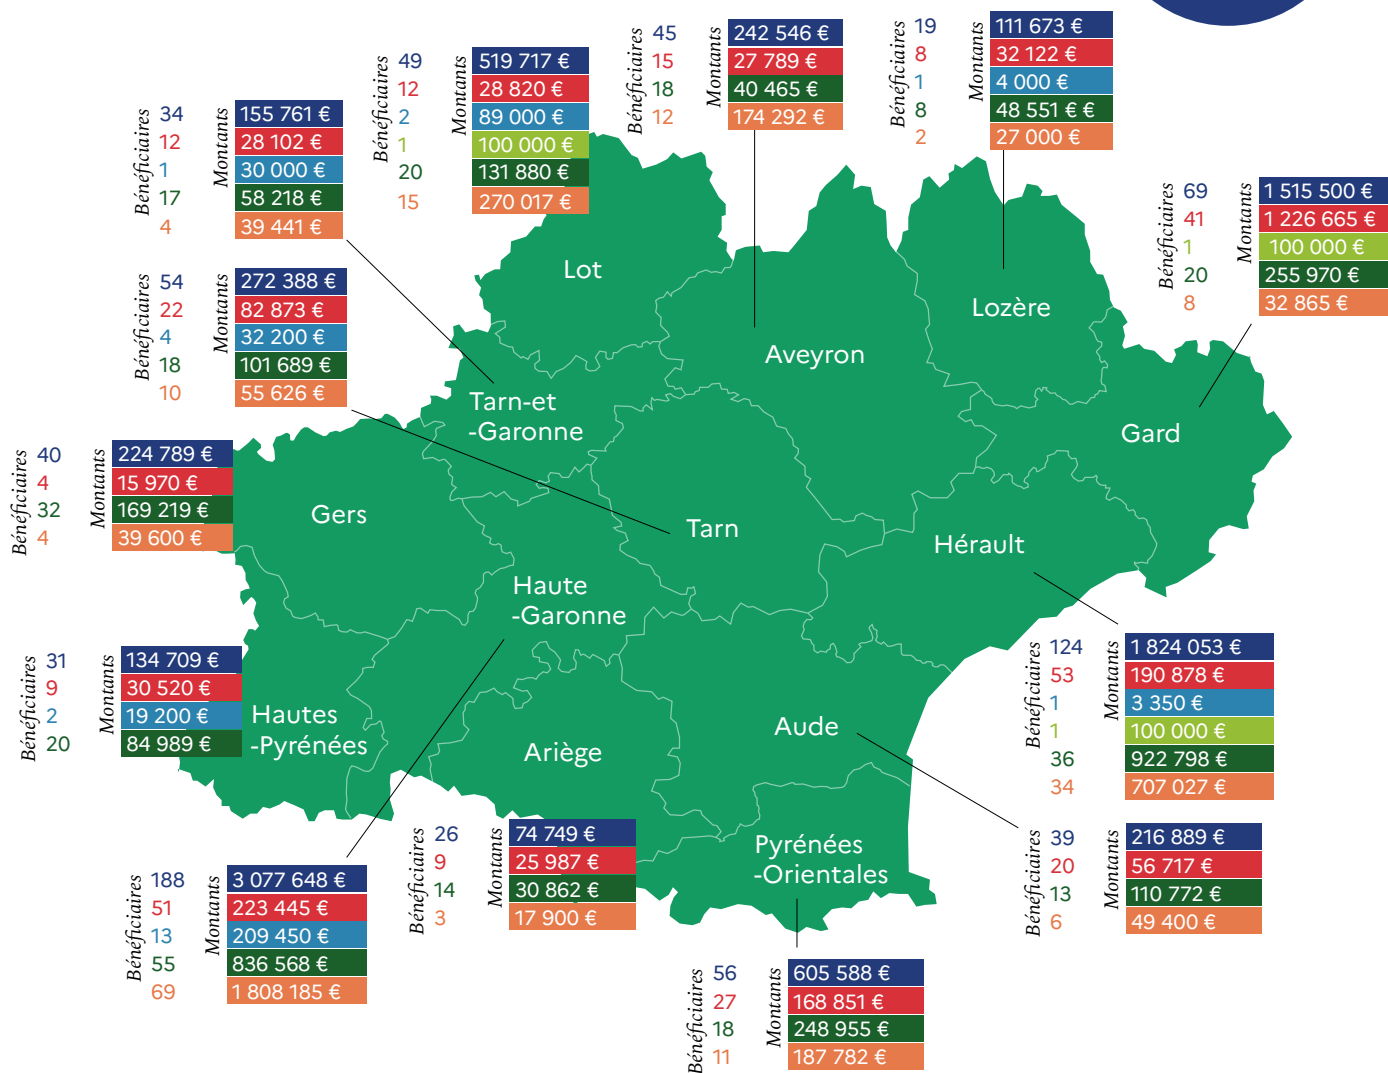 Bénéficiaires
45
15
18
12
Montants
242 546 €
27 789 €
40 465 €
174 292 €
Bénéficiaires
19
8
1
8
2
Montants
111 673 €
32 122 €
4 000 €
48 551 € €
27 000 €
Bénéficiaires
49
12
2
1
20
15
Montants
519 717 €
28 820 €
89 000 €
100 000 €
131 880 €
270 017 €
Bénéficiaires
34
12
1
17
4
Montants
155 761 €
28 102 €
30 000 €
58 218 €
39 441 €
Bénéficiaires
69
41
1
20
8
Montants
1 515 500 €
1 226 665 €
100 000 €
255 970 €
32 865 €
Bénéficiaires
54
22
4
18
10
Montants
272 388 €
82 873 €
32 200 €
101 689 €
55 626 €
Lot
Lozère
Aveyron
Tarn-et
-Garonne
Gard
Bénéficiaires
40
4
32
4
Montants
224 789 €
15 970 €
169 219 €
39 600 €
Gers
Tarn
Hérault
Haute
-Garonne
Bénéficiaires
31
9
2
20
Montants
134 709 €
30 520 €
19 200 €
84 989 €
Hautes
-Pyrénées
Ariège
Aude
Bénéficiaires
124
53
1
1
36
34
Montants
1 824 053 €
190 878 €
3 350 €
100 000 €
922 798 €
707 027 €
Pyrénées
-Orientales
Bénéficiaires
26
9
14
3
Montants
74 749 €
25 987 €
30 862 €
17 900 €
Bénéficiaires
39
20
13
6
Montants
216 889 €
56 717 €
110 772 €
49 400 €
Bénéficiaires
188
51
13
55
69
Montants
3 077 648 €
223 445 €
209 450 €
836 568 €
1 808 185 €
Bénéficiaires
56
27
18
11
Montants
605 588 €
168 851 €
248 955 €
187 782 €